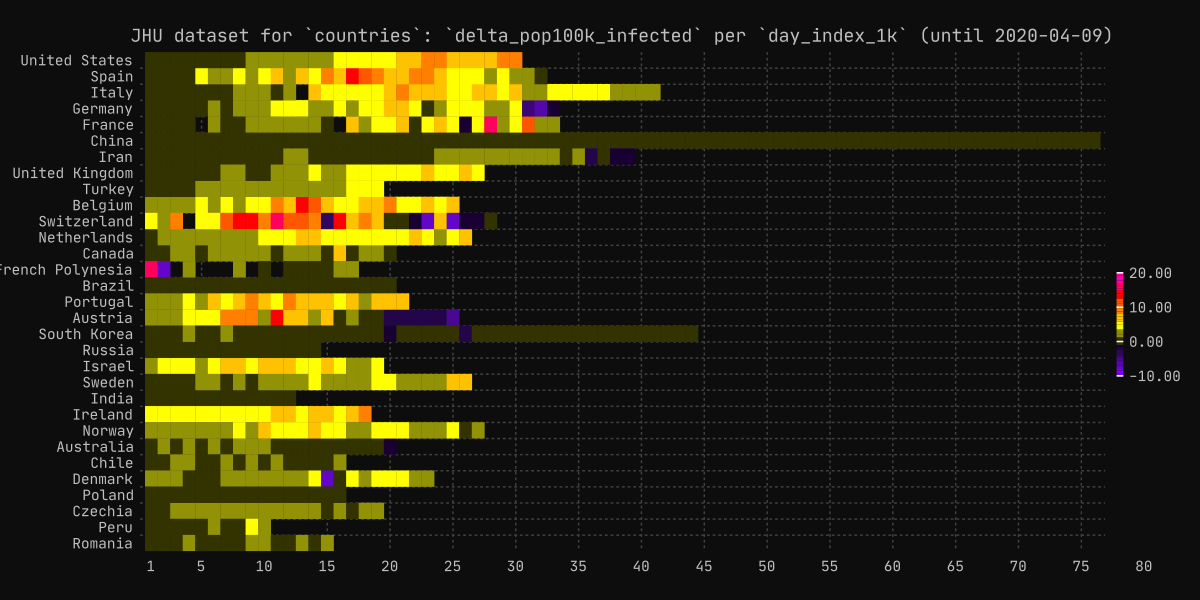 JHU dataset for `countries`: `delta_pop100k_infected` per `day_index_1k` (until 2020-04-09)
United States
Spain
Italy
Germany
France
China
Iran
United Kingdom
Turkey
Belgium
Switzerland
Netherlands
Canada
French Polynesia
Brazil
Portugal
Austria
South Korea
Russia
Israel
Sweden
India
Ireland
Norway
Australia
Chile
Denmark
Poland
Czechia
Peru
Romania
1 5 10 15 20 25 30 35 40 45 50 55 60 65 70 75 80
20.00
10.00
0.00
-10.00